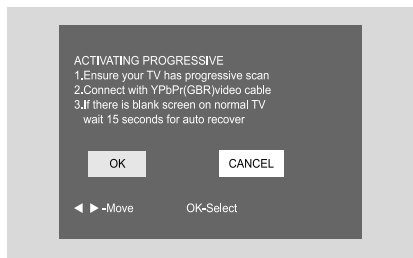 ACTIVATING PROGRESSIVE
1.Ensure your TV has progressive scan
2.Connect with YPbPr(GBR)video cable
3.If there is blank screen on normal TV
wait 15 seconds for auto recover
OK CANCEL
◀ ▶-Move OK-Select